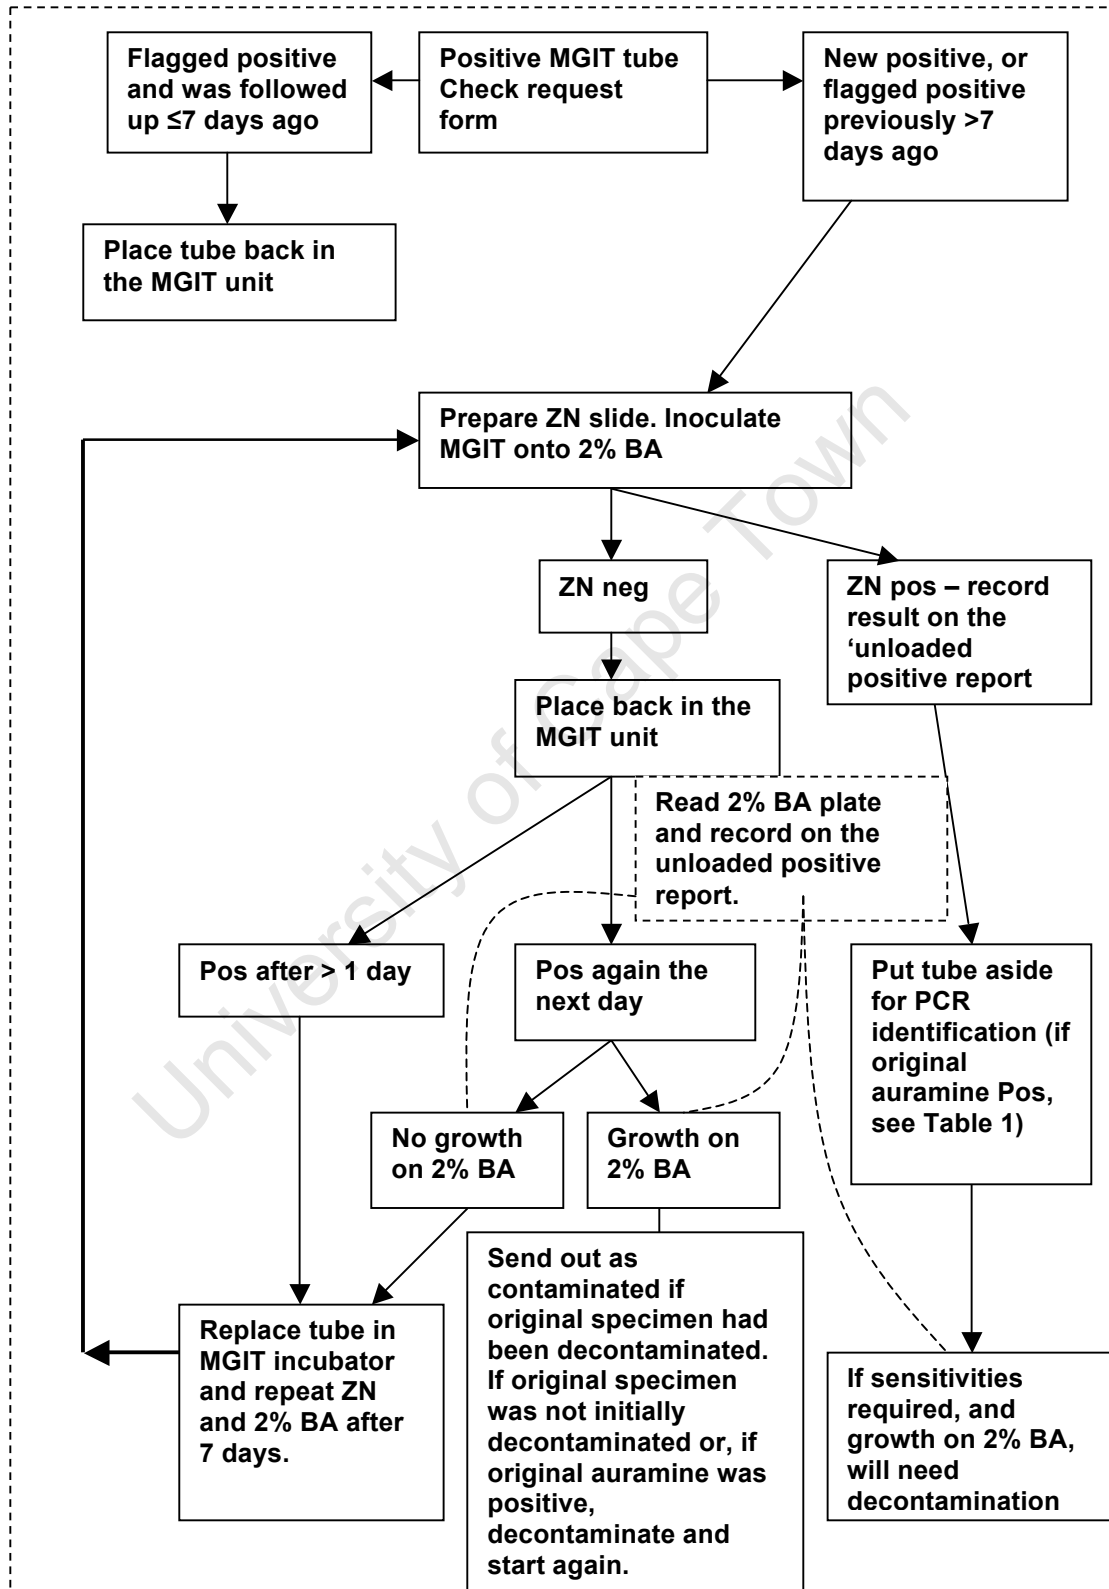 Flagged positive
and was followed
up ≤7 days ago
Positive MGIT tube
Check request
form
New positive, or
flagged positive
previously >7
days ago
Place tube back in
the MGIT unit
Prepare ZN slide. Inoculate
MGIT onto 2% BA
ZN neg
ZN pos – record
result on the
‘unloaded
positive report
Place back in the
MGIT unit
Read 2% BA plate
and record on the
unloaded positive
report.
Pos after > 1 day
Pos again the
next day
Put tube aside
for PCR
identification (if
original
auramine Pos,
see Table 1)
No growth
on 2% BA
Growth on
2% BA
Replace tube in
MGIT incubator
and repeat ZN
and 2% BA after
7 days.
Send out as
contaminated if
original specimen had
been decontaminated.
If original specimen
was not initially
decontaminated or, if
original auramine was
positive,
decontaminate and
start again.
If sensitivities
required, and
growth on 2% BA,
will need
decontamination
University of Cape Town